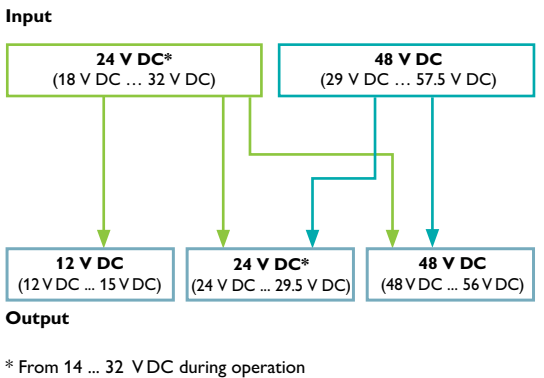 Input
24 V DC*
(18 V DC … 32 V DC)
48 V DC
(29 V DC … 57.5 V DC)
12 V DC
(12 V DC ... 15 V DC)
24 V DC*
(24 V DC ... 29.5 V DC)
48 V DC
(48 V DC ... 56 V DC)
Output
* From 14 ... 32 V DC during operation